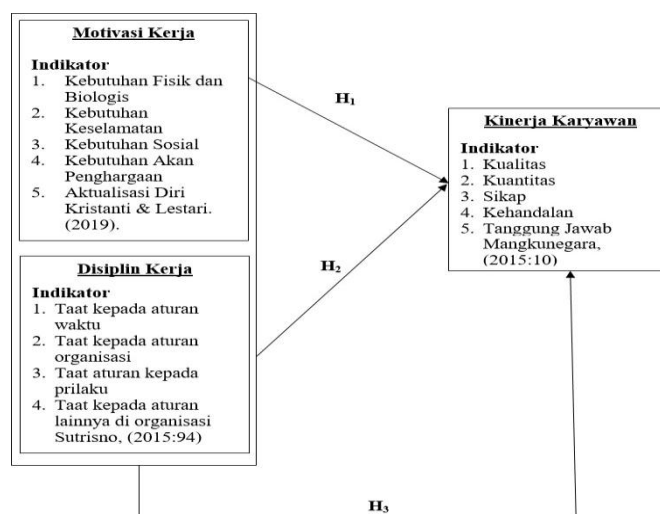 Motivasi Kerja
Indikator
1. Kebutuhan Fisik dan
Biologis
2. Kebutuhan
Keselamatan
3. Kebutuhan Sosial
4. Kebutuhan Akan
Penghargaan
5. Aktualisasi Diri
Kristanti & Lestari.
(2019).
Disiplin Kerja
Indikator
1. Taat kepada aturan
waktu
2. Taat kepada aturan
organisasi
3. Taat aturan kepada
prilaku
4. Taat kepada aturan
lainnya di organisasi
Sutrisno, (2015:94)
H₁
H₂
Kinerja Karyawan
Indikator
1. Kualitas
2. Kuantitas
3. Sikap
4. Kehandalan
5. Tanggung Jawab
Mangkunegara,
(2015:10)
H₃